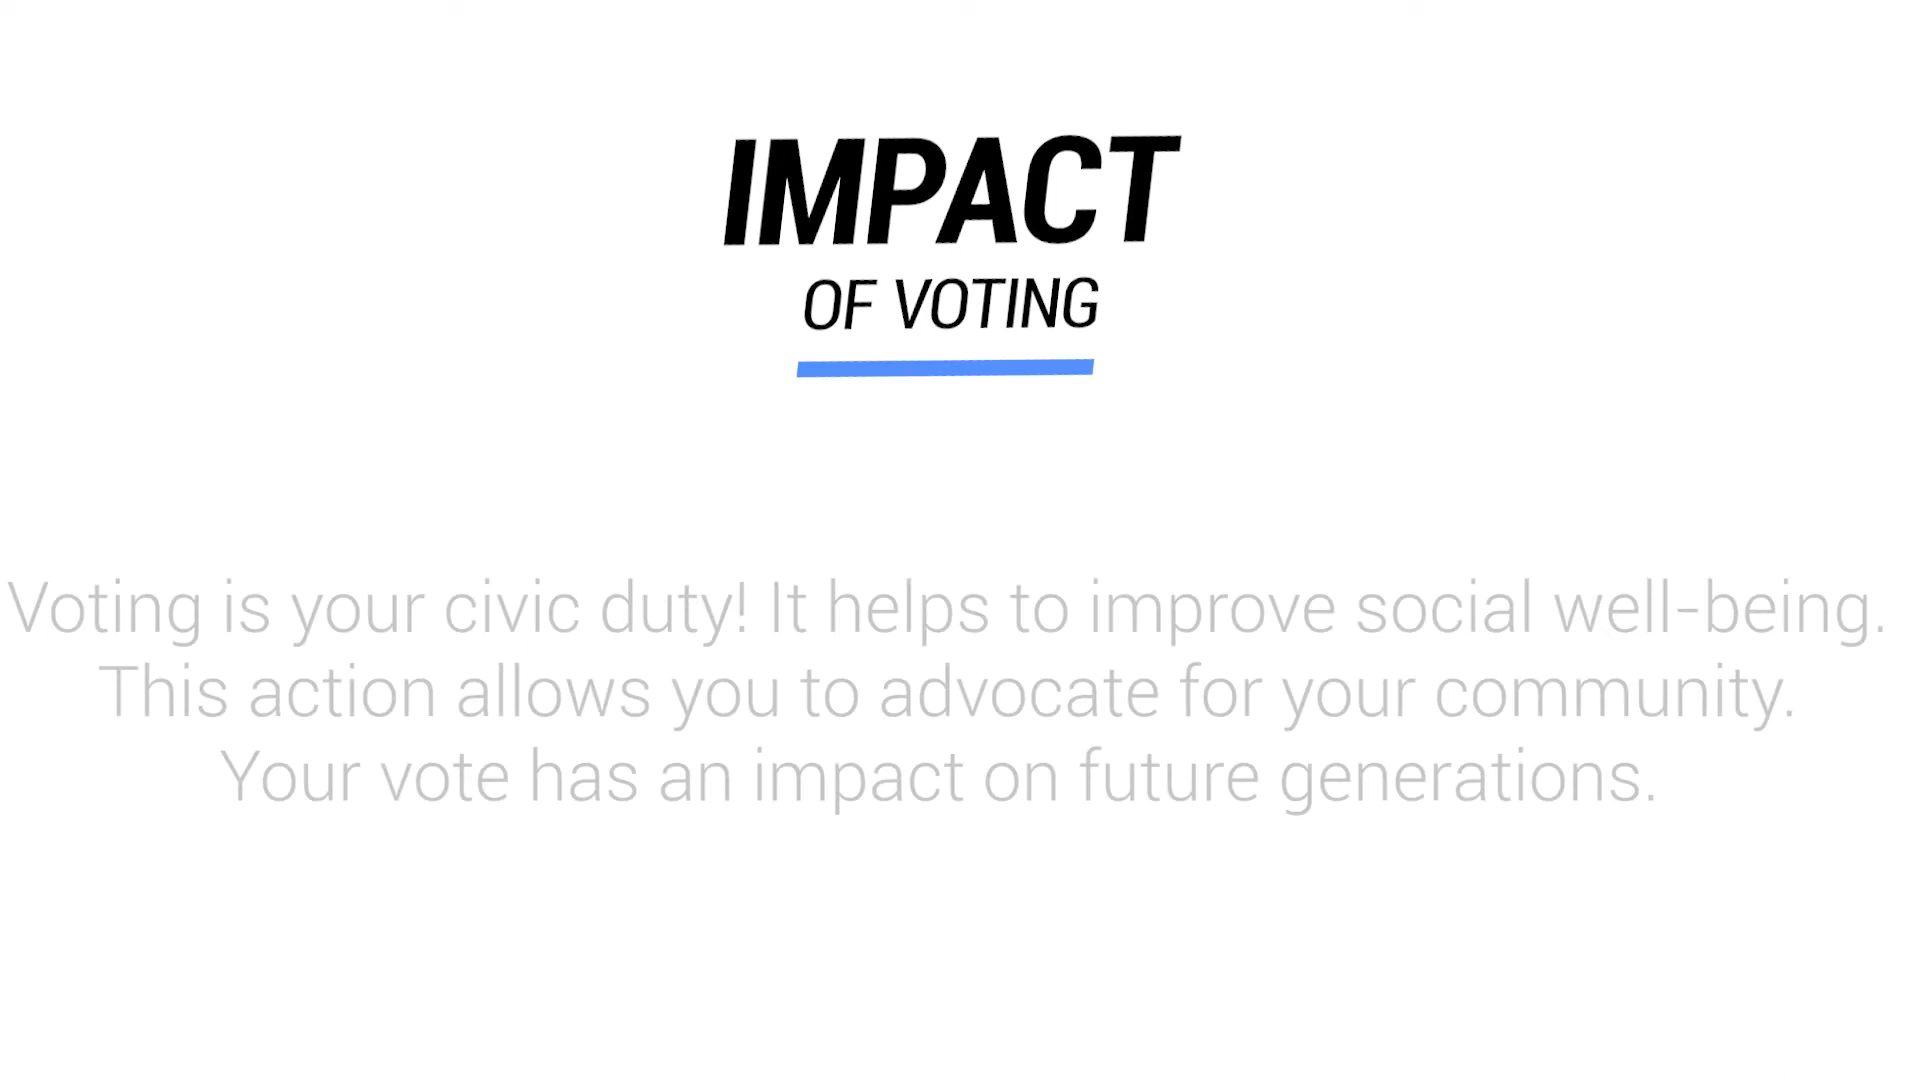 IMPACT
OF VOTING
Voting is your civic duty! It helps to improve social well-being.
This action allows you to advocate for your community.
Your vote has an impact on future generations.